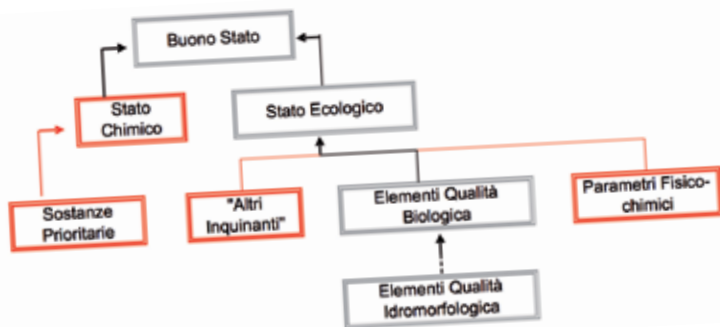 Buono Stato
Stato
Chimico
Stato Ecologico
Sostanze
Prioritarie
"Altri
Inquinanti"
Elementi Qualità
Biologica
Parametri Fisico-
chimici
Elementi Qualità
Idromorfologica